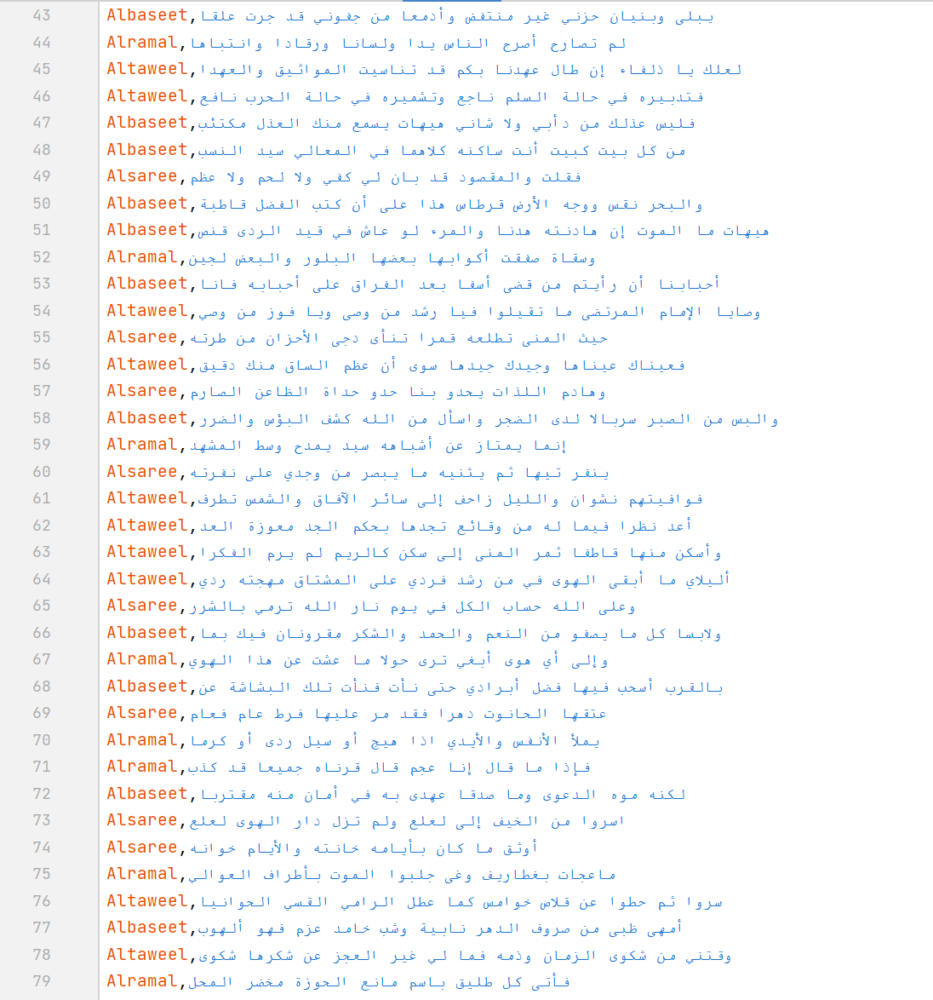 43 Albaseet,يبلى وبنيان حزني غير منتفض وأدمعا من جفوني قد جرت علقا
44 Alramal,لم تصارح أصرح الناس يدا ولسانا ورقادا وانتباها
45 Altaweel,لعلك يا ذلفاء إن طال عهدنا بكم قد تناسيت المواثيق والعهدا
46 Altaweel,فتدبيره في حالة السلم ناجع وتشميره في حالة الحرب نافع
47 Albaseet,فليس عذلك من دأبي ولا شاني هيهات يسمع منك العذل مكتئب
48 Albaseet,من كل بيت كبيت أنت ساكنه كلاهما في المعالي سيد النسب
49 Alsaree,فقلت والمقصود قد بان لي كفي ولا لحم ولا عظم
50 Albaseet,والبحر نقس ووجه الأرض قرطاس هذا على أن كتب الفضل قاطبة
51 Albaseet,هيهات ما الموت إن هادنته هدنا والمرء لو عاش في قيد الردى قنص
52 Alramal,وسقاة صفقت أكوابها بعضها البلور والبعض لجين
53 Albaseet,أحبابنا أن رأيتم من قضى أسفا بعد الفراق على أحبابه فانا
54 Altaweel,وصايا الإمام المرتضى ما تقيلوا فيا رشد من وصى ويا فوز من وصي
55 Alsaree,حيث المنى تطلعه قمرا تنأى دجى الأحزان من طرته
56 Altaweel,فعيناك عيناها وجيدك جيدها سوى أن عظم الساق منك دقيق
57 Alsaree,وهادم اللذات يحدو بنا حدو حداة الظاعن الصارم
58 Albaseet,والبس من الصبر سربالا لدى الضجر واسأل من الله كشف البؤس والضرر
59 Alramal,إنما يمتاز عن أشباهه سيد يمدح وسط المشهد
60 Alsaree,ينفر تيها ثم يثنيه ما يبصر من وجدي على نفرته
61 Altaweel,فوافيتهم نشوان والليل زاحف إلى سائر الآفاق والشمس تطرف
62 Altaweel,أعد نظرا فيما له من وقائع تجدها بحكم الجد معوزة العد
63 Altaweel,وأسكن منها قاطفا ثمر المنى إلى سكن كالريم لم يرم الفكرا
64 Altaweel,أليلاي ما أبقى الهوى في من رشد فردي على المشتاق مهجته ردي
65 Alsaree,وعلى الله حساب الكل في يوم نار الله ترمي بالشرر
66 Albaseet,ولابسا كل ما يصفو من النعم والحمد والشكر مقرونان فيك بما
67 Alramal,وإلى أي هوى أبغي ترى حولا ما عشت عن هذا الهوي
68 Albaseet,بالقرب أسحب فيها فضل أبرادي حتى نأت فنأت تلك البشاشة عن
69 Alsaree,عتقها الحانوت دهرا فقد مر عليها فرط عام فعام
70 Alramal,يملأ الأنفس والأيدي اذا هيج أو سيل ردى أو كرما
71 Alramal,فإذا ما قال إنا عجم قال قرناه جميعا قد كذب
72 Albaseet,لكنه موه الدعوى وما صدقا عهدى به في أمان منه مقتربا
73 Alsaree,اسروا من الخيف إلى لعلع ولم تزل دار الهوى لعلع
74 Alsaree,أوثق ما كان بأيامه خانته والأيام خوانه
75 Alramal,ماعجات بغطاريف وغى جلبوا الموت بأطراف العوالي
76 Altaweel,سروا ثم حطوا عن قلاص خوامس كما عطل الرامي القسي الحوانيا
77 Albaseet,أمهى ظبى من صروف الدهر نابية وشب خامد عزم فهو ألهوب
78 Altaweel,وقتني من شكوى الزمان وذمه فما لي غير العجز عن شكرها شكوى
79 Alramal,فأتى كل طليق باسم مانع الحوزة مخضر المحل